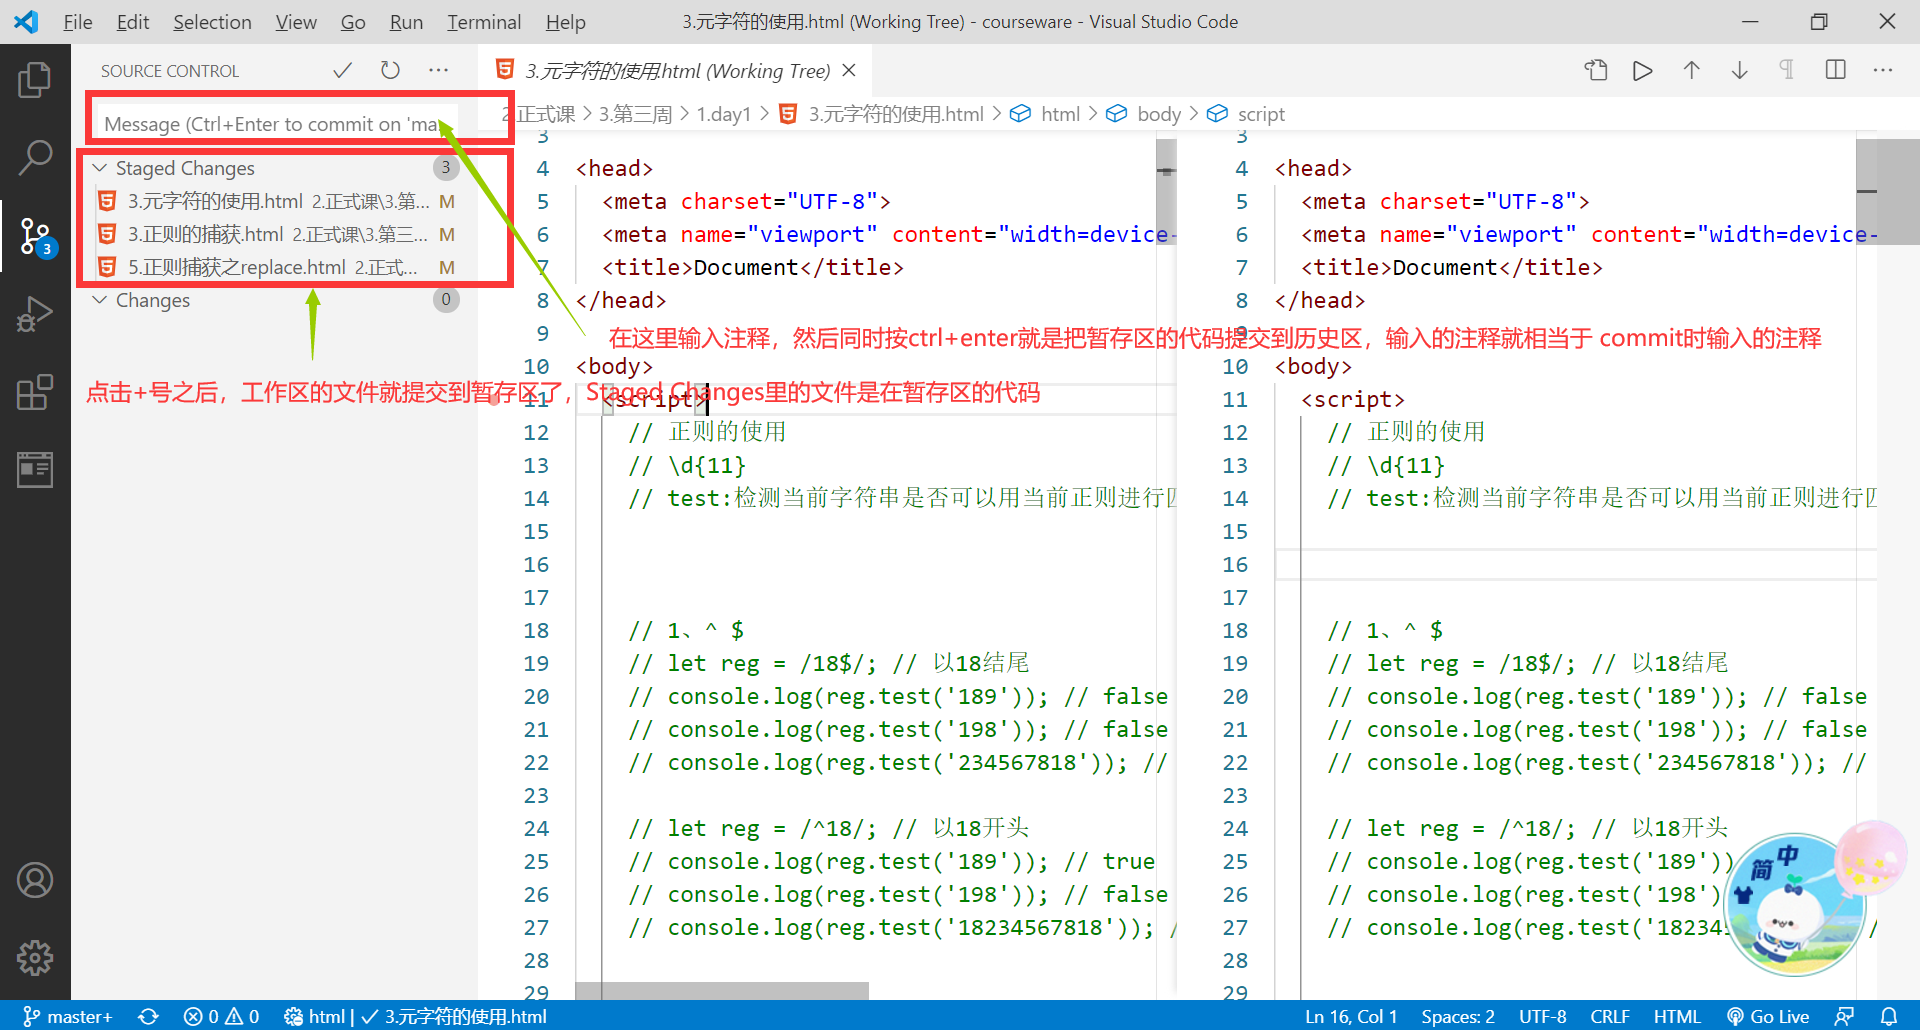 File Edit Selection View Go Run Terminal Help 3.元字符的使用.html (Working Tree) - courseware - Visual Studio Code
SOURCE CONTROL
Message (Ctrl+Enter to commit on 'ma
Staged Changes 3
3.元字符的使用.html 2.正式课\3.第... M
3.正则的捕获.html 2.正式课\3.第三... M
5.正则捕获之replace.html 2.正式... M
Changes 0
3
点击+号之后，工作区的文件就提交到暂存区了，Staged Changes里的文件是在暂存区的代码
在这里输入注释，然后同时按ctrl+enter就是把暂存区的代码提交到历史区，输入的注释就相当于 commit时输入的注释
3.元字符的使用.html (Working Tree)
2.正式课 > 3.第三周 > 1.day1 > 3.元字符的使用.html > html > body > script
3
4 <head>
5 <meta charset="UTF-8">
6 <meta name="viewport" content="width=device-
7 <title>Document</title>
8 </head>
9
10 <body>
11 <script>
12 // 正则的使用
13 // \d{11}
14 // test:检测当前字符串是否可以用当前正则进行匹
15
16
17
18 // 1、^ $
19 // let reg = /18$/; // 以18结尾
20 // console.log(reg.test('189')); // false
21 // console.log(reg.test('198')); // false
22 // console.log(reg.test('234567818')); //
23
24 // let reg = /^18/; // 以18开头
25 // console.log(reg.test('189')); // true
26 // console.log(reg.test('198')); // false
27 // console.log(reg.test('18234567818')); /
28
29
3
4 <head>
5 <meta charset="UTF-8">
6 <meta name="viewport" content="width=device-
7 <title>Document</title>
8 </head>
9
10 <body>
11 <script>
12 // 正则的使用
13 // \d{11}
14 // test:检测当前字符串是否可以用当前正则进行匹
15
16
17
18 // 1、^ $
19 // let reg = /18$/; // 以18结尾
20 // console.log(reg.test('189')); // false
21 // console.log(reg.test('198')); // false
22 // console.log(reg.test('234567818')); //
23
24 // let reg = /^18/; // 以18开头
25 // console.log(reg.test('189'))
26 // console.log(reg.test('198')
27 // console.log(reg.test('18234
28
29
中
简
master+ 0 0 html | 3.元字符的使用.html Ln 16, Col 1 Spaces: 2 UTF-8 CRLF HTML Go Live